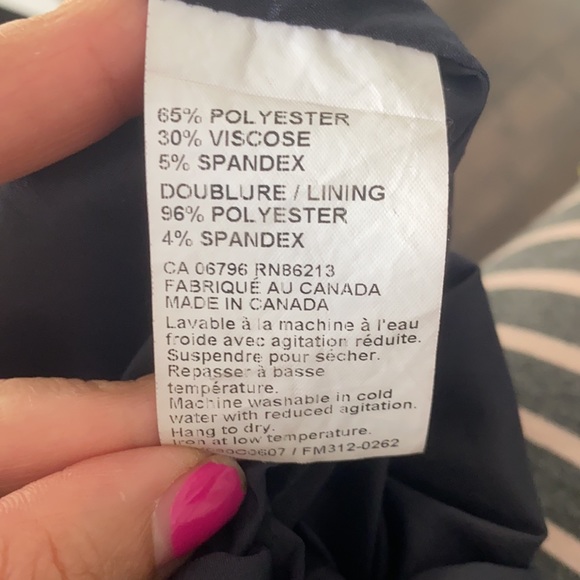 65% POLYESTER
30% VISCOSE
5% SPANDEX
DOUBLURE / LINING
96% POLYESTER
4% SPANDEX
CA 06796 RN86213
FABRIQUÉ AU CANADA
MADE IN CANADA
Lavable à la machine à l'eau
froide avec agitation réduite.
Suspendre pour sécher.
Repasser à basse
température.
Machine washable in cold
water with reduced agitation.
Hang to dry.
Iron at low temperature.
/ FM312-0262